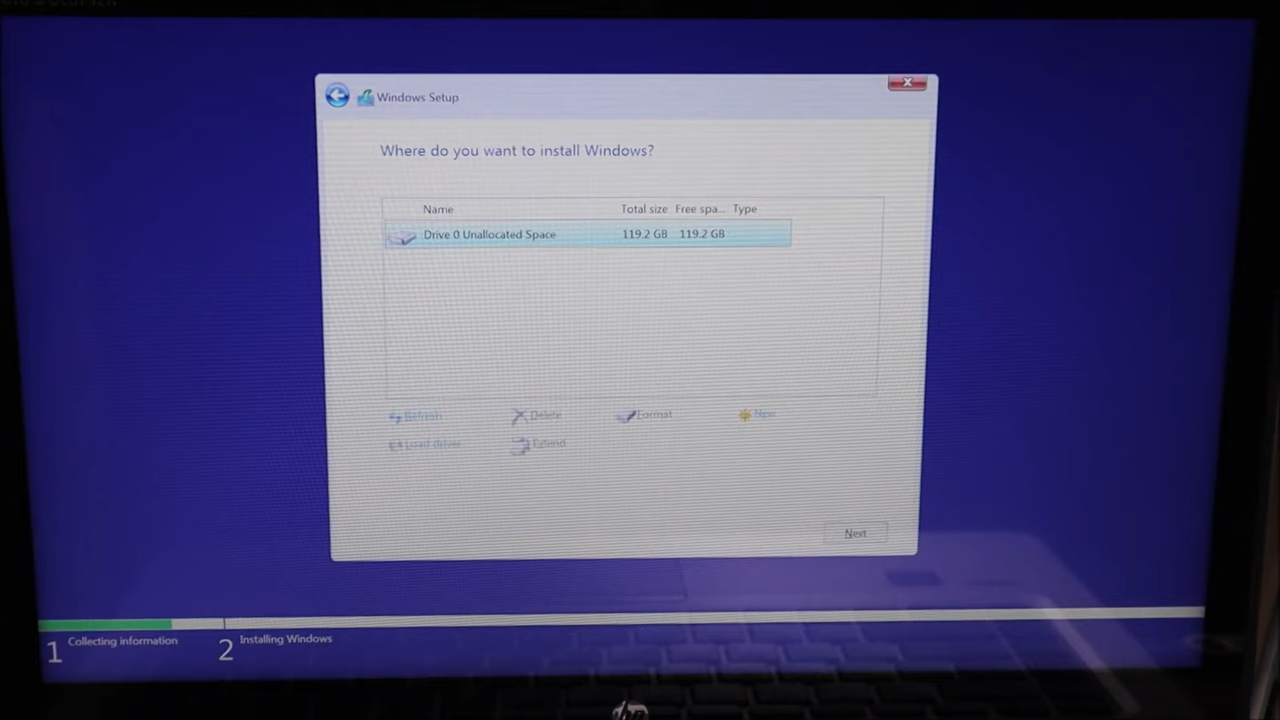 Windows Setup
Where do you want to install Windows?
Name Total size Free spa... Type
Drive 0 Unallocated Space 119.2 GB 119.2 GB
Refresh Delete Format New
Load driver Extend
Next
1 Collecting information 2 Installing Windows
hp